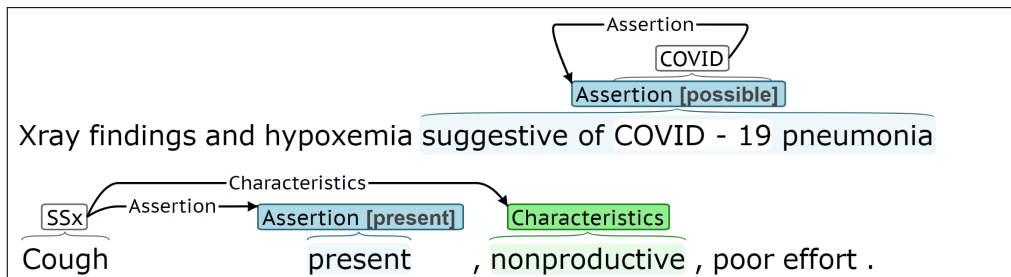 Assertion
COVID
Assertion [possible]
Xray findings and hypoxemia suggestive of COVID - 19 pneumonia
Characteristics
SSx Assertion Assertion [present] Characteristics
Cough present , nonproductive , poor effort .